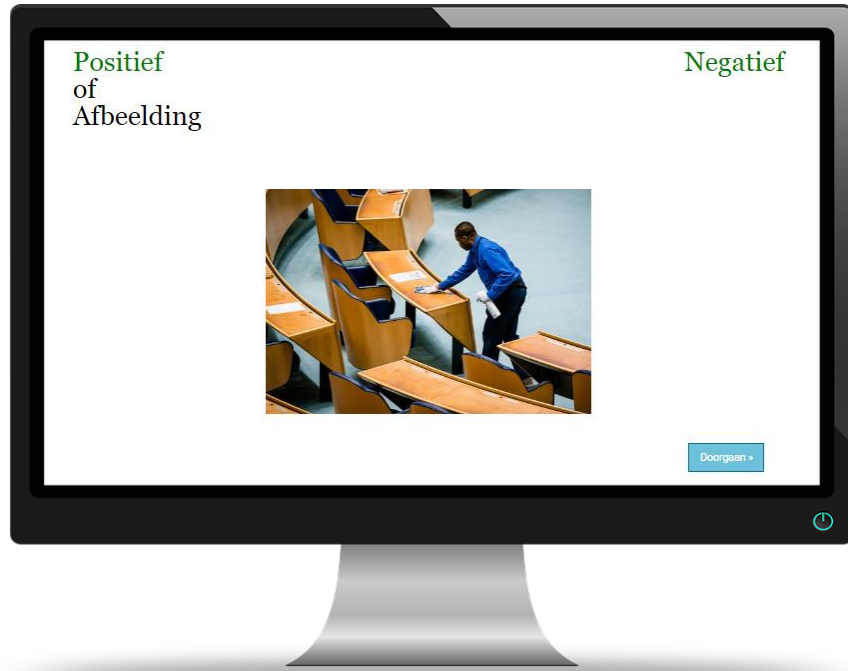 Positief
of
Afbeelding
Negatief
Doorgaan »